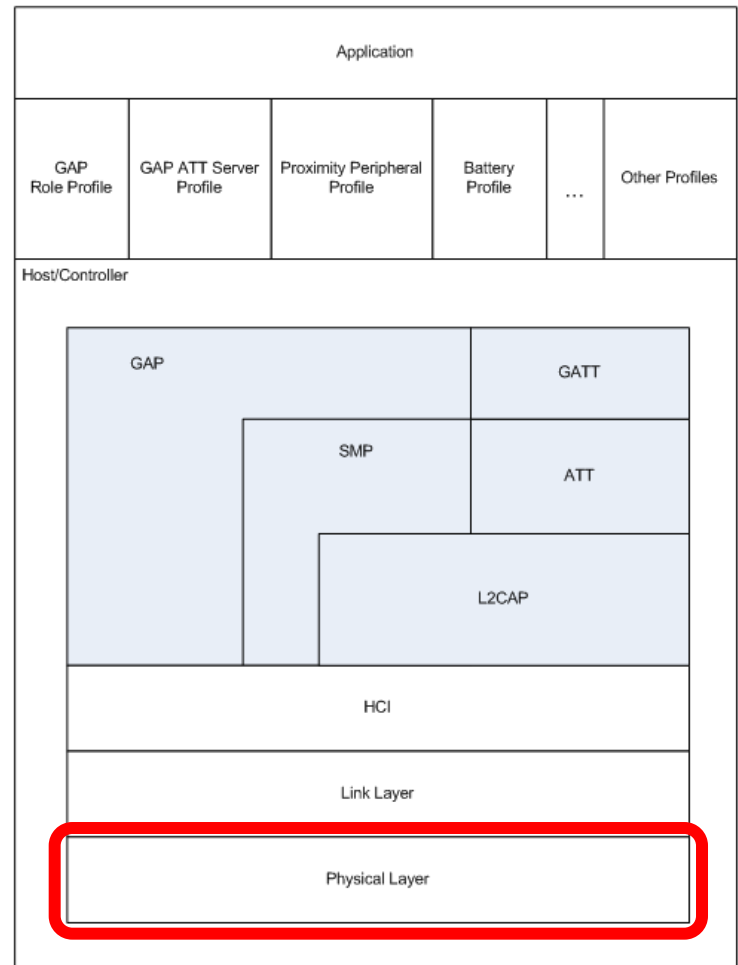 Application
GAP
Role Profile
GAP ATT Server
Profile
Proximity Peripheral
Profile
Battery
Profile
...
Other Profiles
Host/Controller
GAP
GATT
SMP
ATT
L2CAP
HCI
Link Layer
Physical Layer